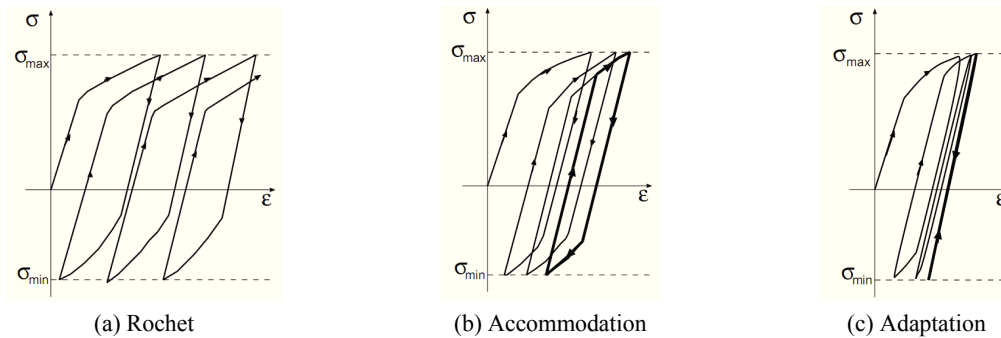 σ
σmax
σmin
ε
(a) Rochet
σ
σmax
σmin
ε
(b) Accommodation
σ
σmax
σmin
ε
(c) Adaptation